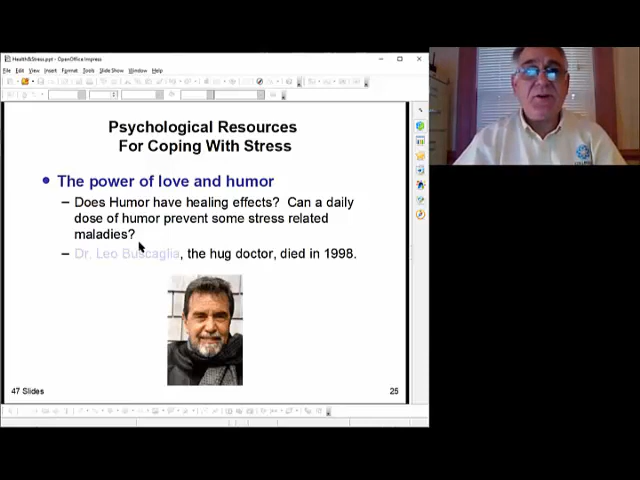 Health&Stress.ppt - OpenOffice Impress
File Edit View Insert Format Tools Slide Show Window Help
Psychological Resources
For Coping With Stress
• The power of love and humor
– Does Humor have healing effects? Can a daily
dose of humor prevent some stress related
maladies?
– Dr. Leo Buscaglia, the hug doctor, died in 1998.
47 Slides
25